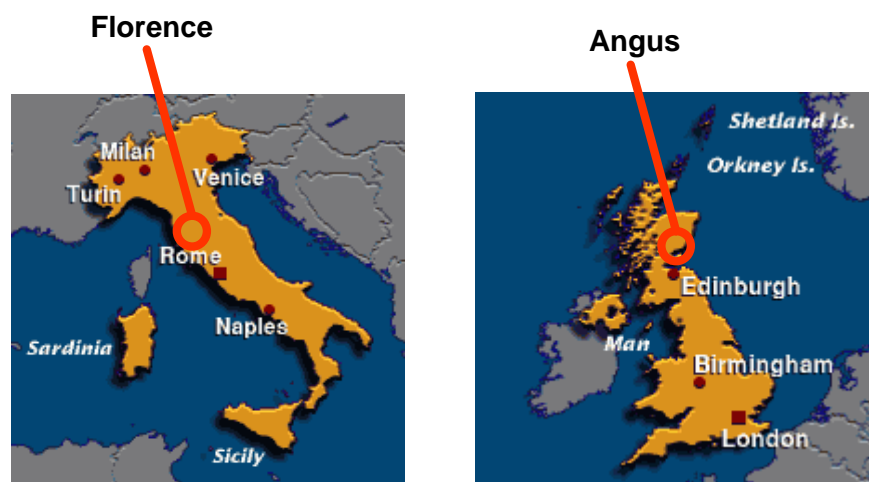 Florence
Angus
Milan
Turin
Venice
Rome
Naples
Sardinia
Sicily
Shetland Is.
Orkney Is.
Edinburgh
Man
Birmingham
London